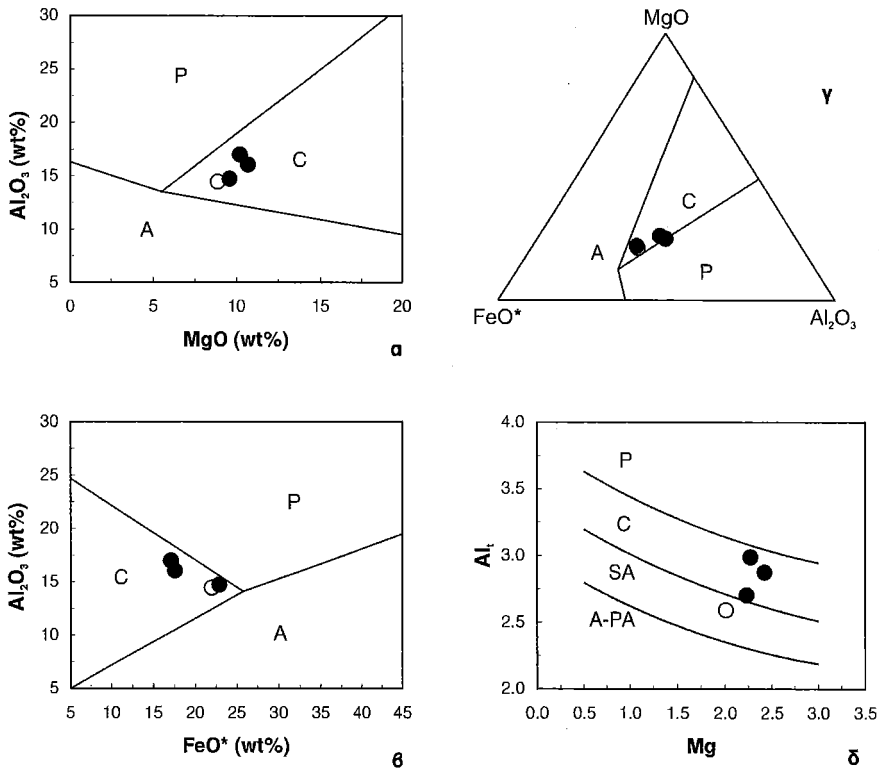 30
25
20
15
10
5
Al₂O₃ (wt%)
P
C
A
0 5 10 15 20
MgO (wt%)
α
MgO
γ
C
A
P
FeO* Al₂O₃
30
25
20
15
10
5
Al₂O₃ (wt%)
P
C
A
5 10 15 20 25 30 35 40 45
FeO* (wt%)
β
4.0
3.5
3.0
2.5
2.0
Alₜ
P
C
SA
A-PA
0.0 0.5 1.0 1.5 2.0 2.5 3.0 3.5
Mg
δ